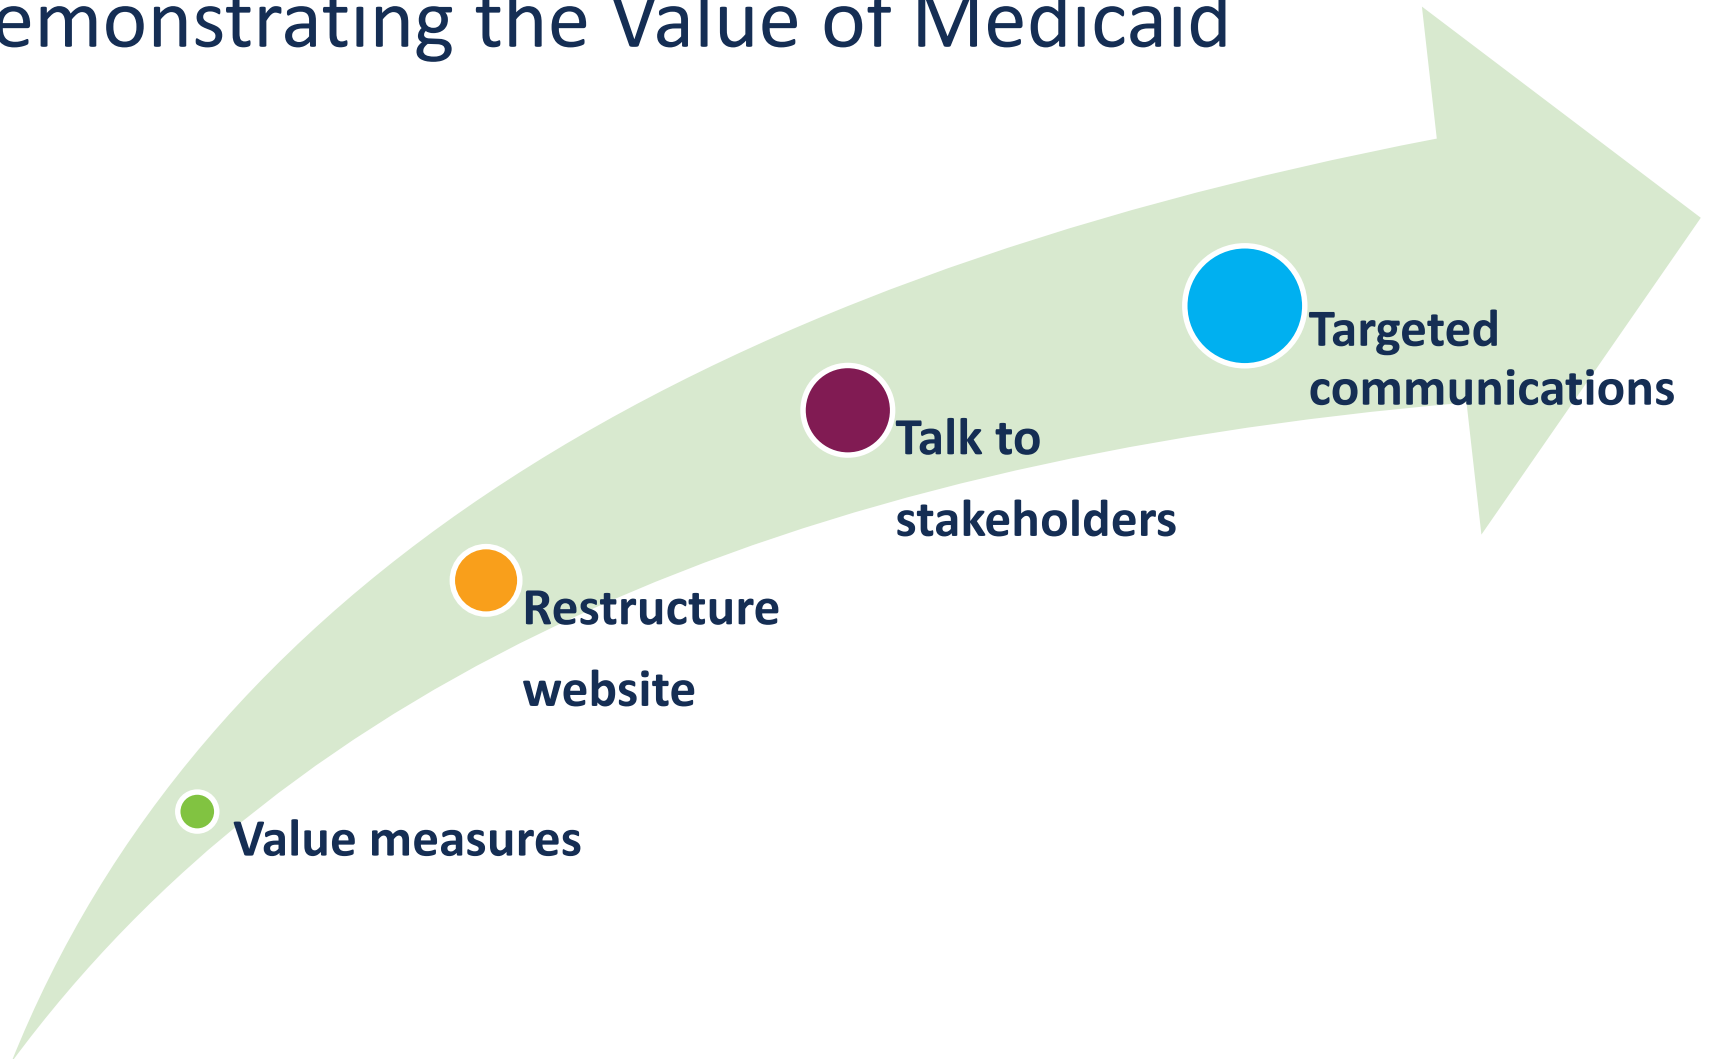 emonstrating the Value of Medicaid
Targeted
communications
Talk to
stakeholders
Restructure
website
Value measures